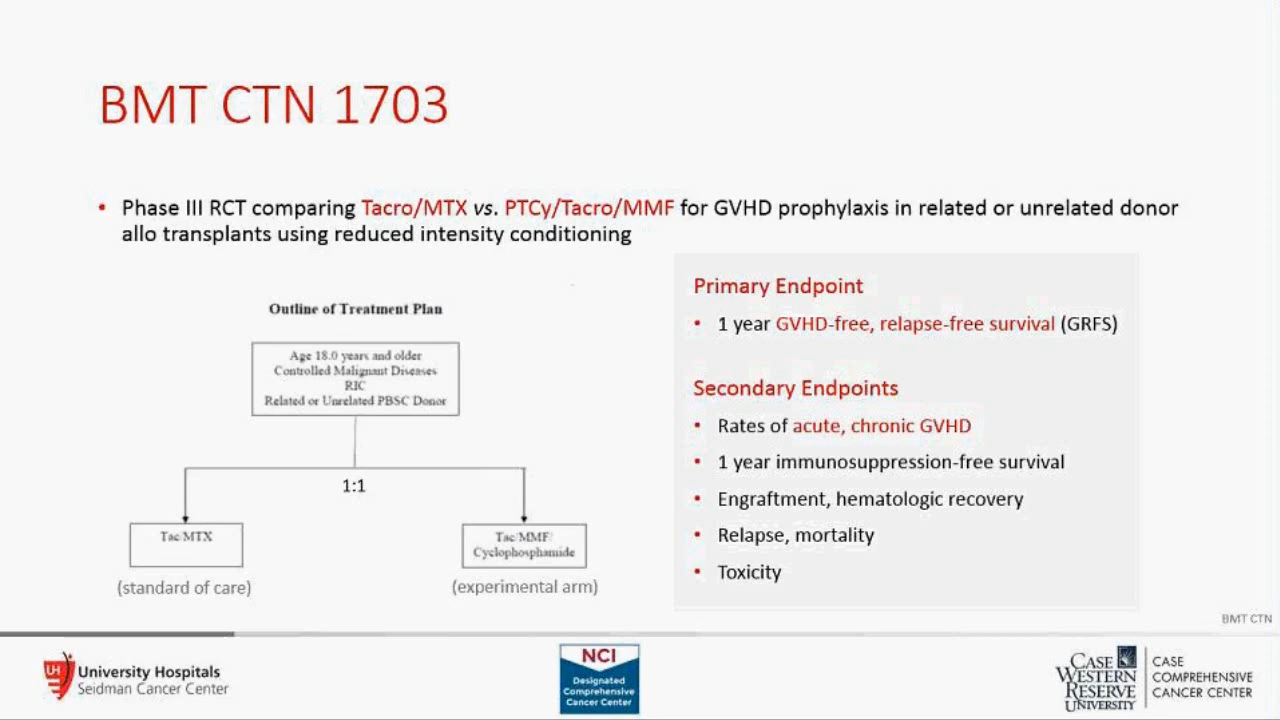 BMT CTN 1703
• Phase III RCT comparing Tacro/MTX vs. PTCy/Tacro/MMF for GVHD prophylaxis in related or unrelated donor
allo transplants using reduced intensity conditioning
Outline of Treatment Plan
Age 18.0 years and older
Controlled Malignant Diseases
RIC
Related or Unrelated PBSC Donor
1:1
Tac/MTX
(standard of care)
Tac/MMF/
Cyclophosphamide
(experimental arm)
Primary Endpoint
• 1 year GVHD-free, relapse-free survival (GRFS)
Secondary Endpoints
• Rates of acute, chronic GVHD
• 1 year immunosuppression-free survival
• Engraftment, hematologic recovery
• Relapse, mortality
• Toxicity
BMT CTN
UH
University Hospitals
Seidman Cancer Center
NCI
Designated
Comprehensive
Cancer Center
CASE
WESTERN
RESERVE
UNIVERSITY
CASE
COMPREHENSIVE
CANCER CENTER